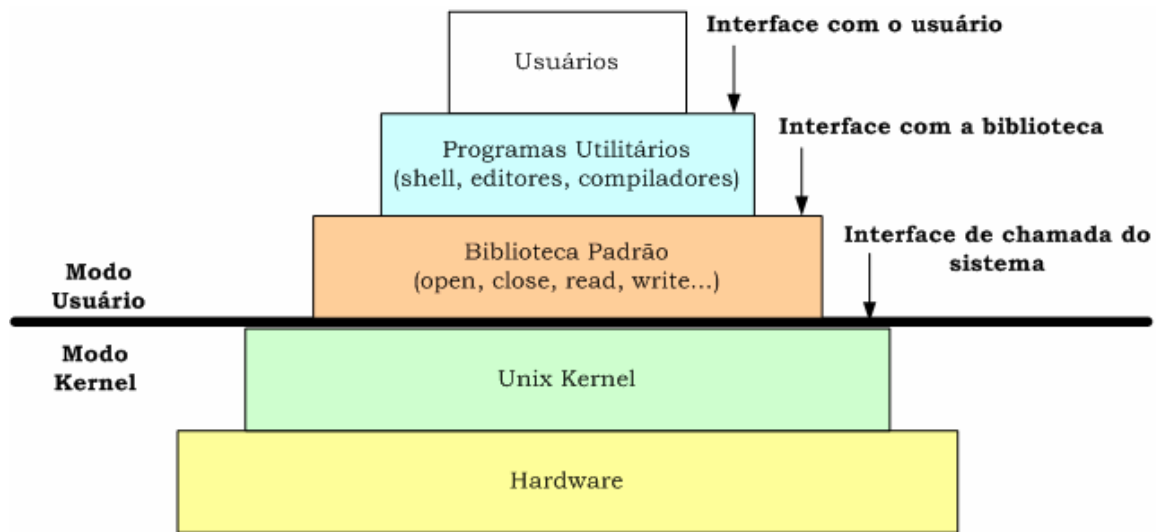 Interface com o usuário
Usuários
Interface com a biblioteca
Programas Utilitários
(shell, editores, compiladores)
Interface de chamada do
sistema
Biblioteca Padrão
(open, close, read, write...)
Modo
Usuário
Modo
Kernel
Unix Kernel
Hardware